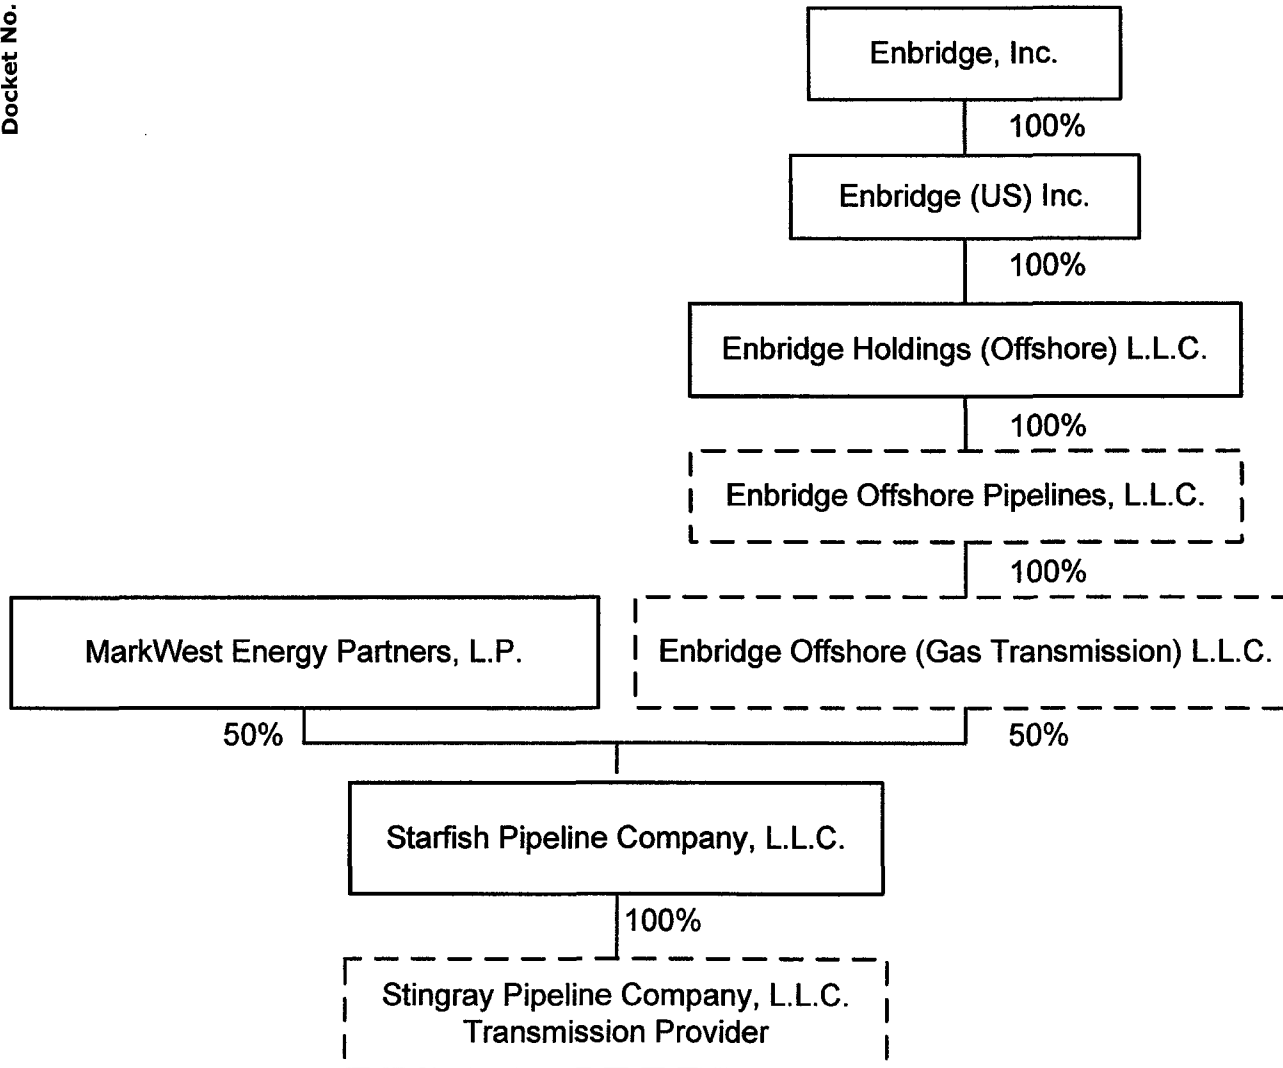 Docket No.
Enbridge, Inc.
100%
Enbridge (US) Inc.
100%
Enbridge Holdings (Offshore) L.L.C.
100%
Enbridge Offshore Pipelines, L.L.C.
100%
MarkWest Energy Partners, L.P.
Enbridge Offshore (Gas Transmission) L.L.C.
50%
50%
Starfish Pipeline Company, L.L.C.
100%
Stingray Pipeline Company, L.L.C.
Transmission Provider